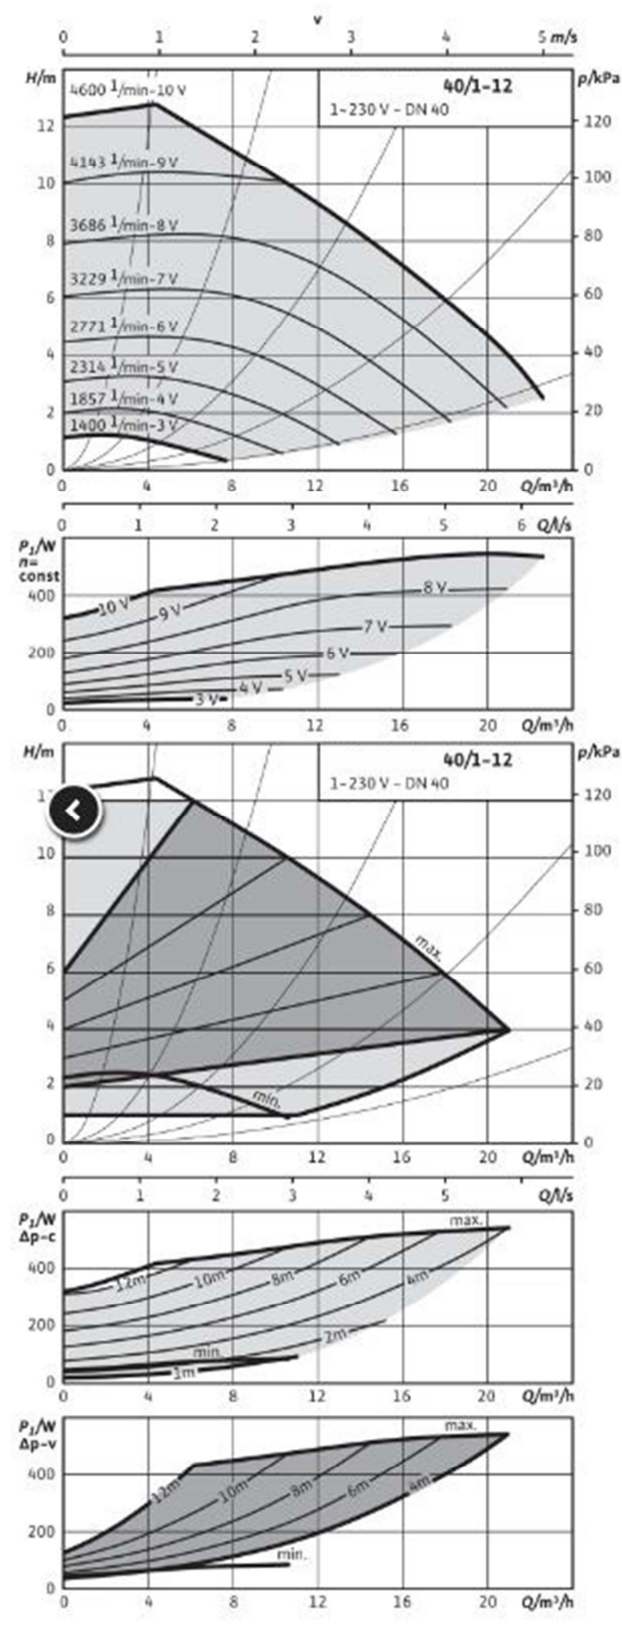 v
0 1 2 3 4 5 m/s
H/m 40/1-12 p/kPa
4600 1/min-10 V
1~230 V - DN 40
12 120
4143 1/min-9 V
10 100
3686 1/min-8 V
8 80
3229 1/min-7 V
6 60
2771 1/min-6 V
4 40
2314 1/min-5 V
1857 1/min-4 V
2 20
1400 1/min-3 V
0 0
0 4 8 12 16 20 Q/m³/h
0 1 2 3 4 5 6 Q/l/s
P₁/W
n=
const
400
200
0
10 V
9 V
8 V
7 V
6 V
5 V
4 V
3 V
0 4 8 12 16 20 Q/m³/h
H/m 40/1-12 p/kPa
1~230 V - DN 40
120
10 100
8 80
max.
6 60
4 40
2 20
min.
0 0
0 4 8 12 16 20 Q/m³/h
0 1 2 3 4 5 Q/l/s
P₁/W
Δp-c
max.
400
12m 10m 8m 6m 4m
200
2m
min.
1m
0
0 4 8 12 16 20 Q/m³/h
P₁/W
Δp-v
max.
400
12m 10m 8m 6m 4m
200
min.
0
0 4 8 12 16 20 Q/m³/h